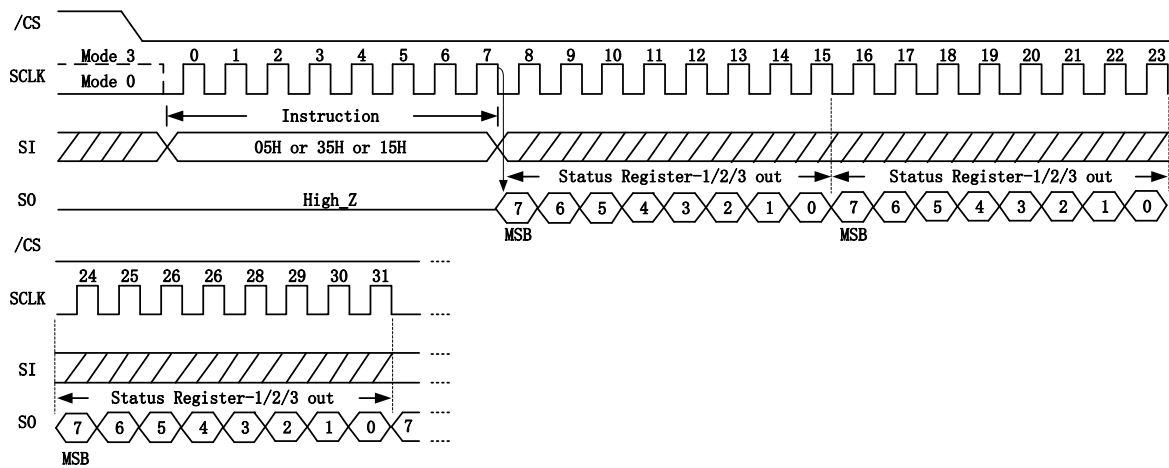 /CS
Mode 3 0 1 2 3 4 5 6 7 8 9 10 11 12 13 14 15 16 17 18 19 20 21 22 23
SCLK
Mode 0
Instruction
SI 05H or 35H or 15H
Status Register-1/2/3 out Status Register-1/2/3 out
SO High_Z 7 6 5 4 3 2 1 0 7 6 5 4 3 2 1 0
MSB MSB
/CS
24 25 26 26 28 29 30 31
SCLK
SI
Status Register-1/2/3 out
SO 7 6 5 4 3 2 1 0 7
MSB